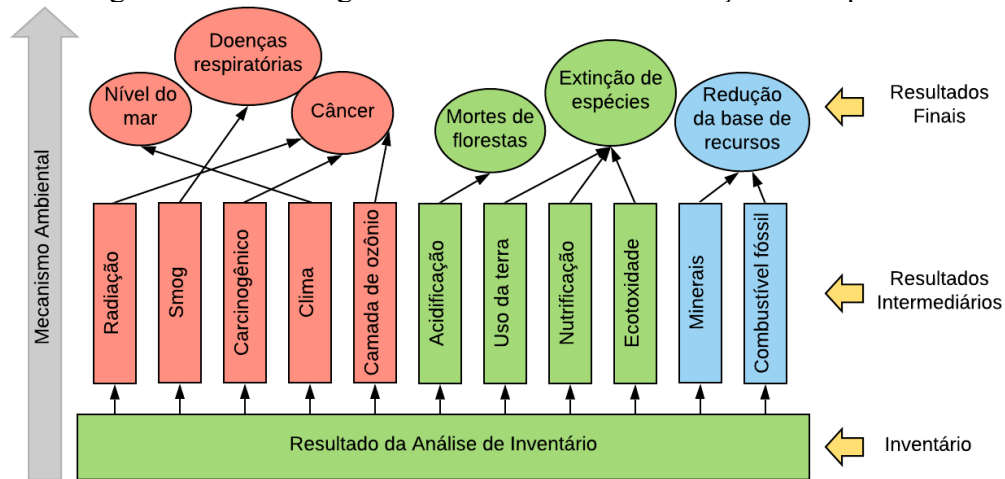 Doenças
respiratórias
Nível do
mar
Câncer
Mortes de
florestas
Extinção de
espécies
Redução
da base de
recursos
Resultados
Finais
Mecanismo Ambiental
Radiação
Smog
Carcinogênico
Clima
Camada de ozônio
Acidificação
Uso da terra
Nutrificação
Ecotoxidade
Minerais
Combustível fóssil
Resultados
Intermediários
Resultado da Análise de Inventário
Inventário